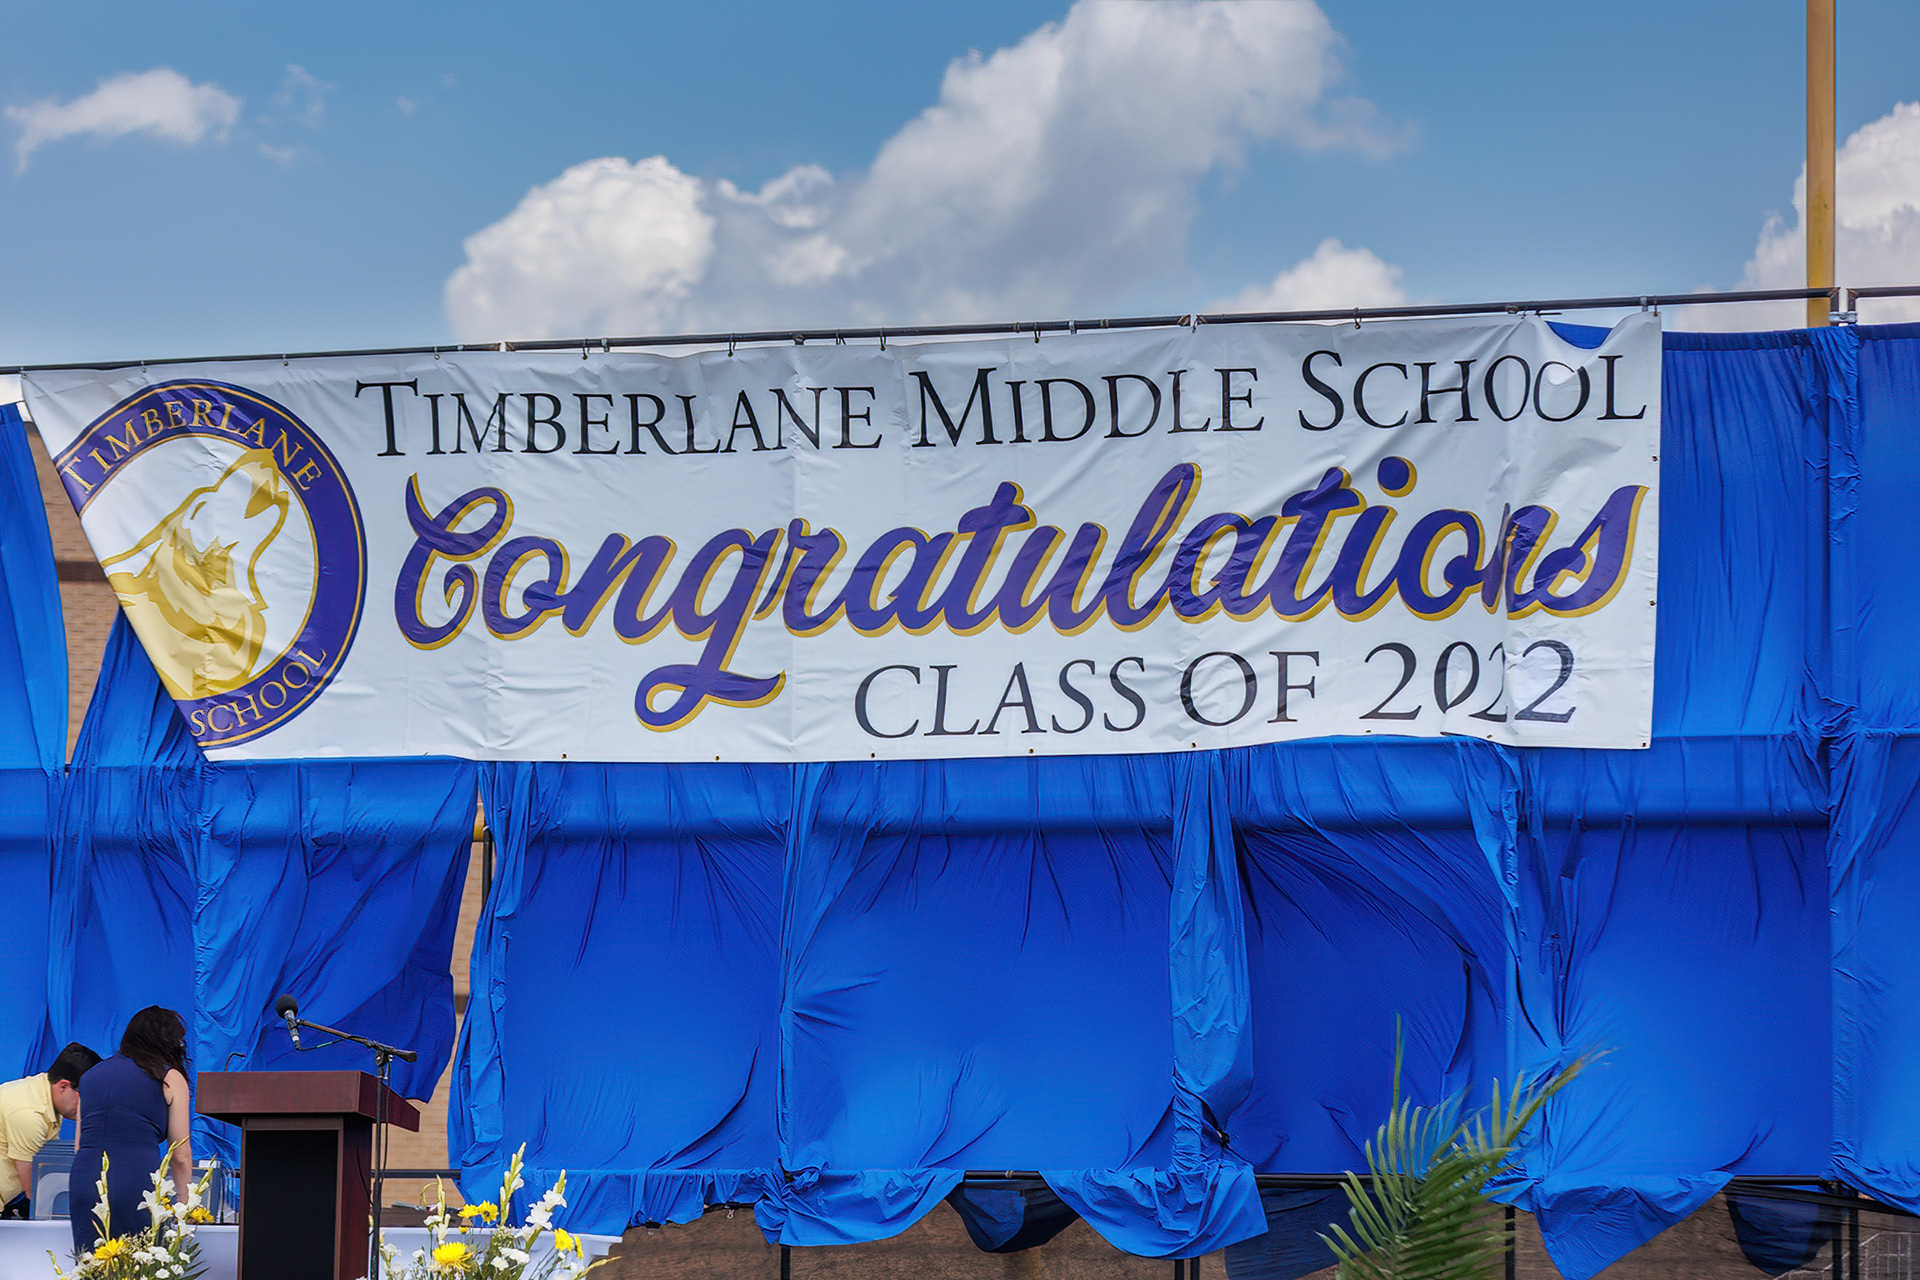 TIMBERLANE
SCHOOL
TIMBERLANE MIDDLE SCHOOL
Congratulations
CLASS OF 2022